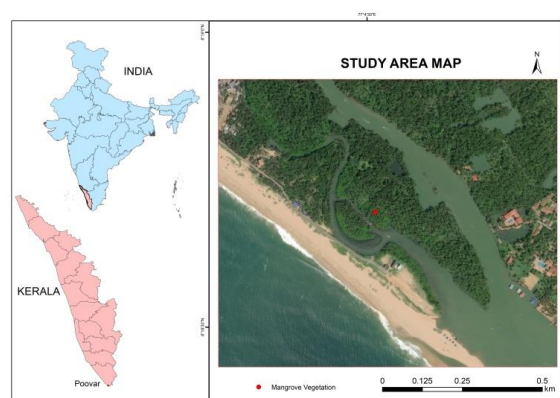 INDIA
KERALA
Poovar
STUDY AREA MAP
N
Mangrove Vegetation
0 0.125 0.25 0.5
km